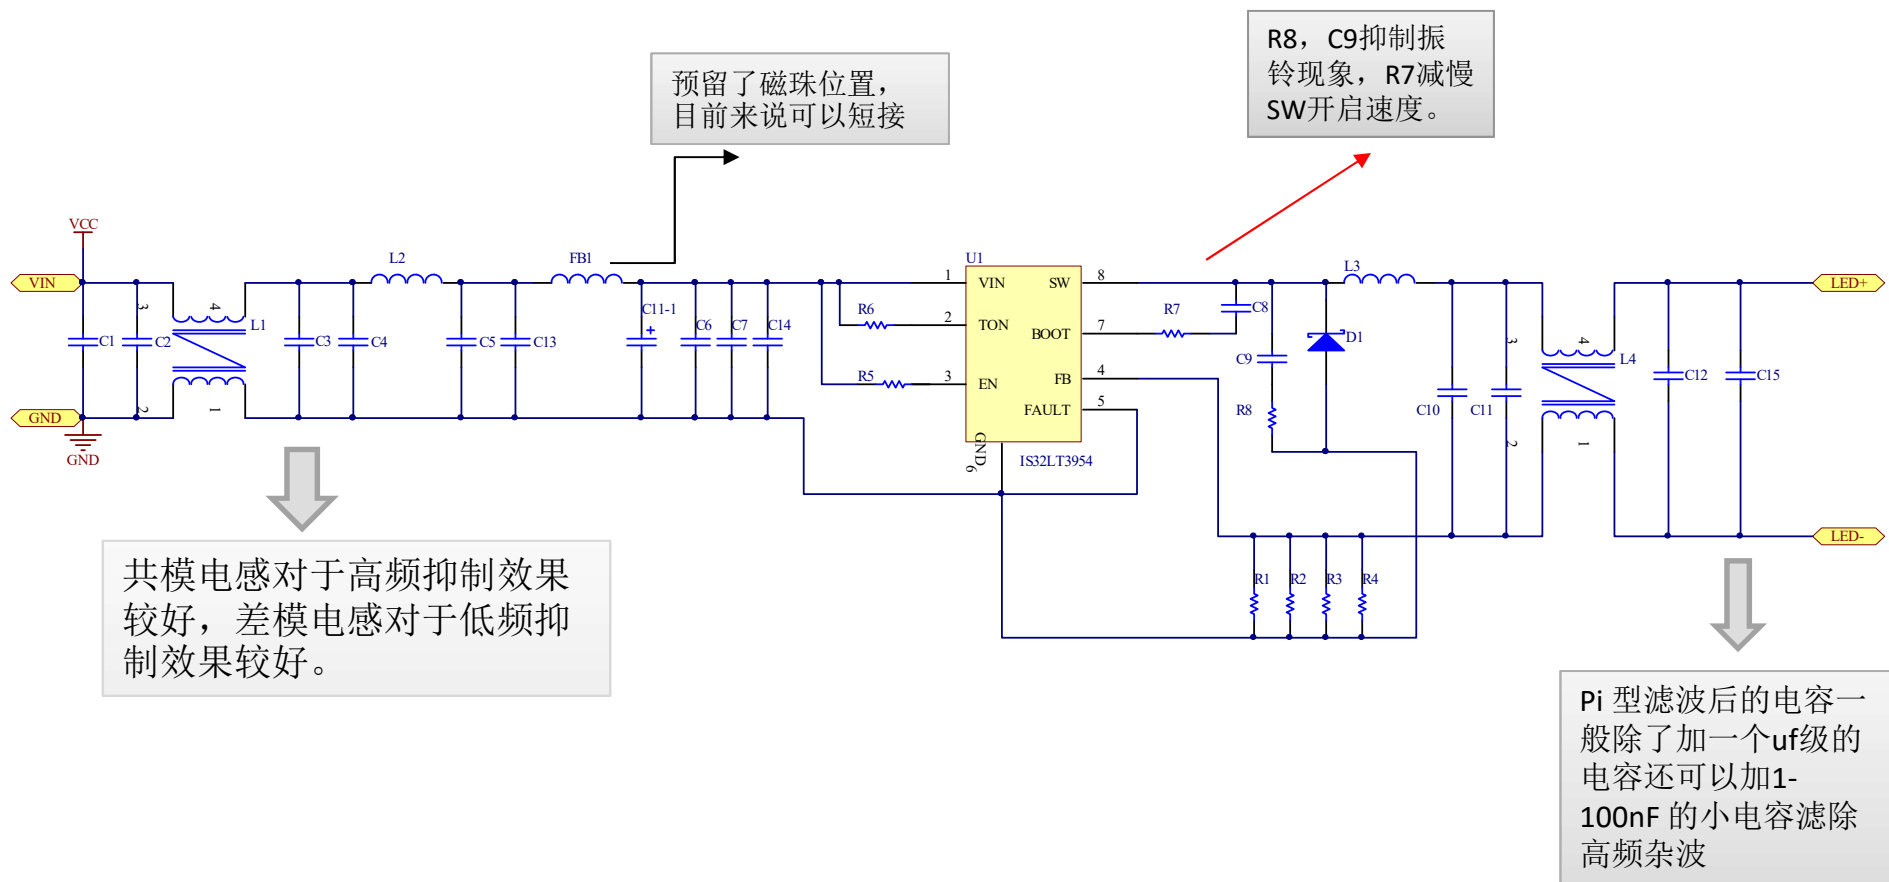 预留了磁珠位置，
目前来说可以短接
R8，C9抑制振
铃现象，R7减慢
SW开启速度。
VCC
VIN
GND
GND
C1
C2
3
4
L1
2
1
C3
C4
L2
C5
C13
FB1
C11-1
+
C6
C7
C14
R6
R5
U1
1
VIN
2
TON
3
EN
SW
8
BOOT
7
FB
4
FAULT
5
GND
6
IS32LT3954
R7
C8
C9
R8
D1
L3
C10
C11
3
4
L4
2
1
C12
C15
LED+
LED-
R1
R2
R3
R4
共模电感对于高频抑制效果
较好，差模电感对于低频抑
制效果较好。
Pi 型滤波后的电容一
般除了加一个uf级的
电容还可以加1-
100nF 的小电容滤除
高频杂波